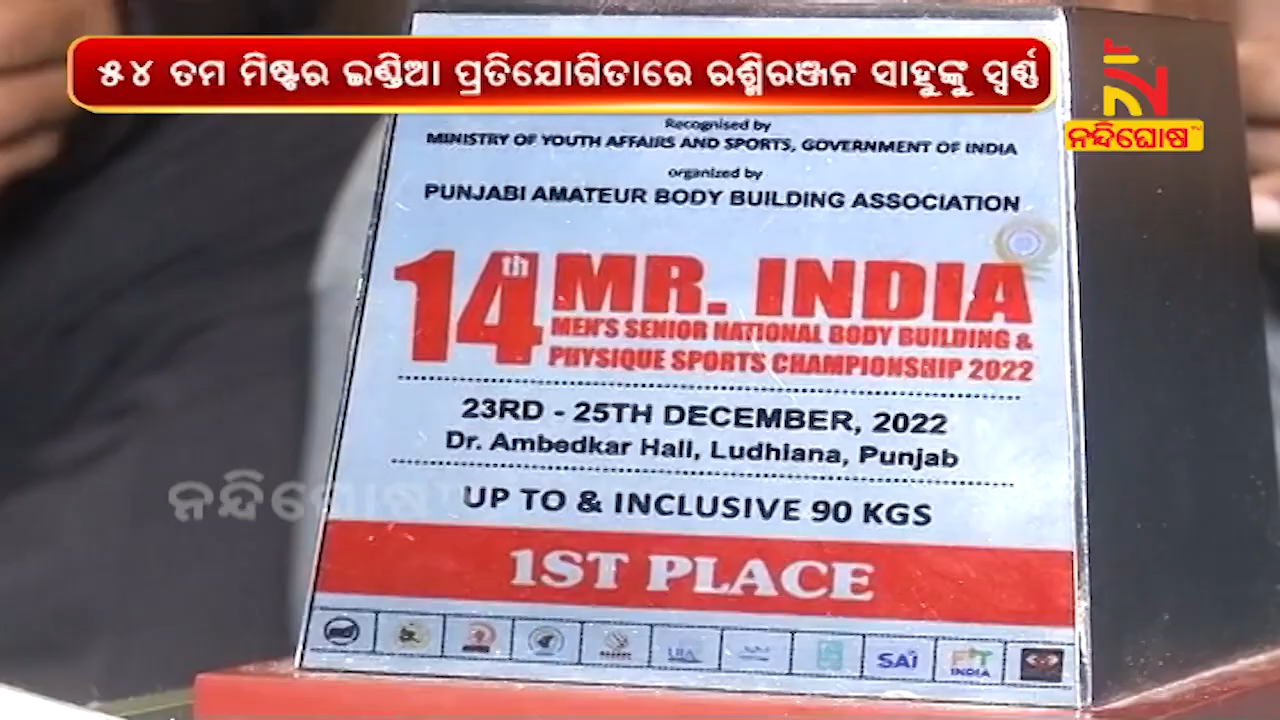 ୫୪ ତମ ମିଷ୍ଟର ଇଣ୍ଡିଆ ପ୍ରତିଯୋଗିତାରେ ରଶ୍ମିରଞ୍ଜନ ସାହୁଙ୍କୁ ସ୍ୱର୍ଣ୍ଣ
ନନ୍ଦିଘୋଷ
Recognised by
MINISTRY OF YOUTH AFFAIRS AND SPORTS, GOVERNMENT OF INDIA
organized by
PUNJABI AMATEUR BODY BUILDING ASSOCIATION
14th MR. INDIA
MEN'S SENIOR NATIONAL BODY BUILDING &
PHYSIQUE SPORTS CHAMPIONSHIP 2022
23RD - 25TH DECEMBER, 2022
Dr. Ambedkar Hall, Ludhiana, Punjab
ନନ୍ଦିଘୋଷ
UP TO & INCLUSIVE 90 KGS
1ST PLACE
SAI
FIT INDIA